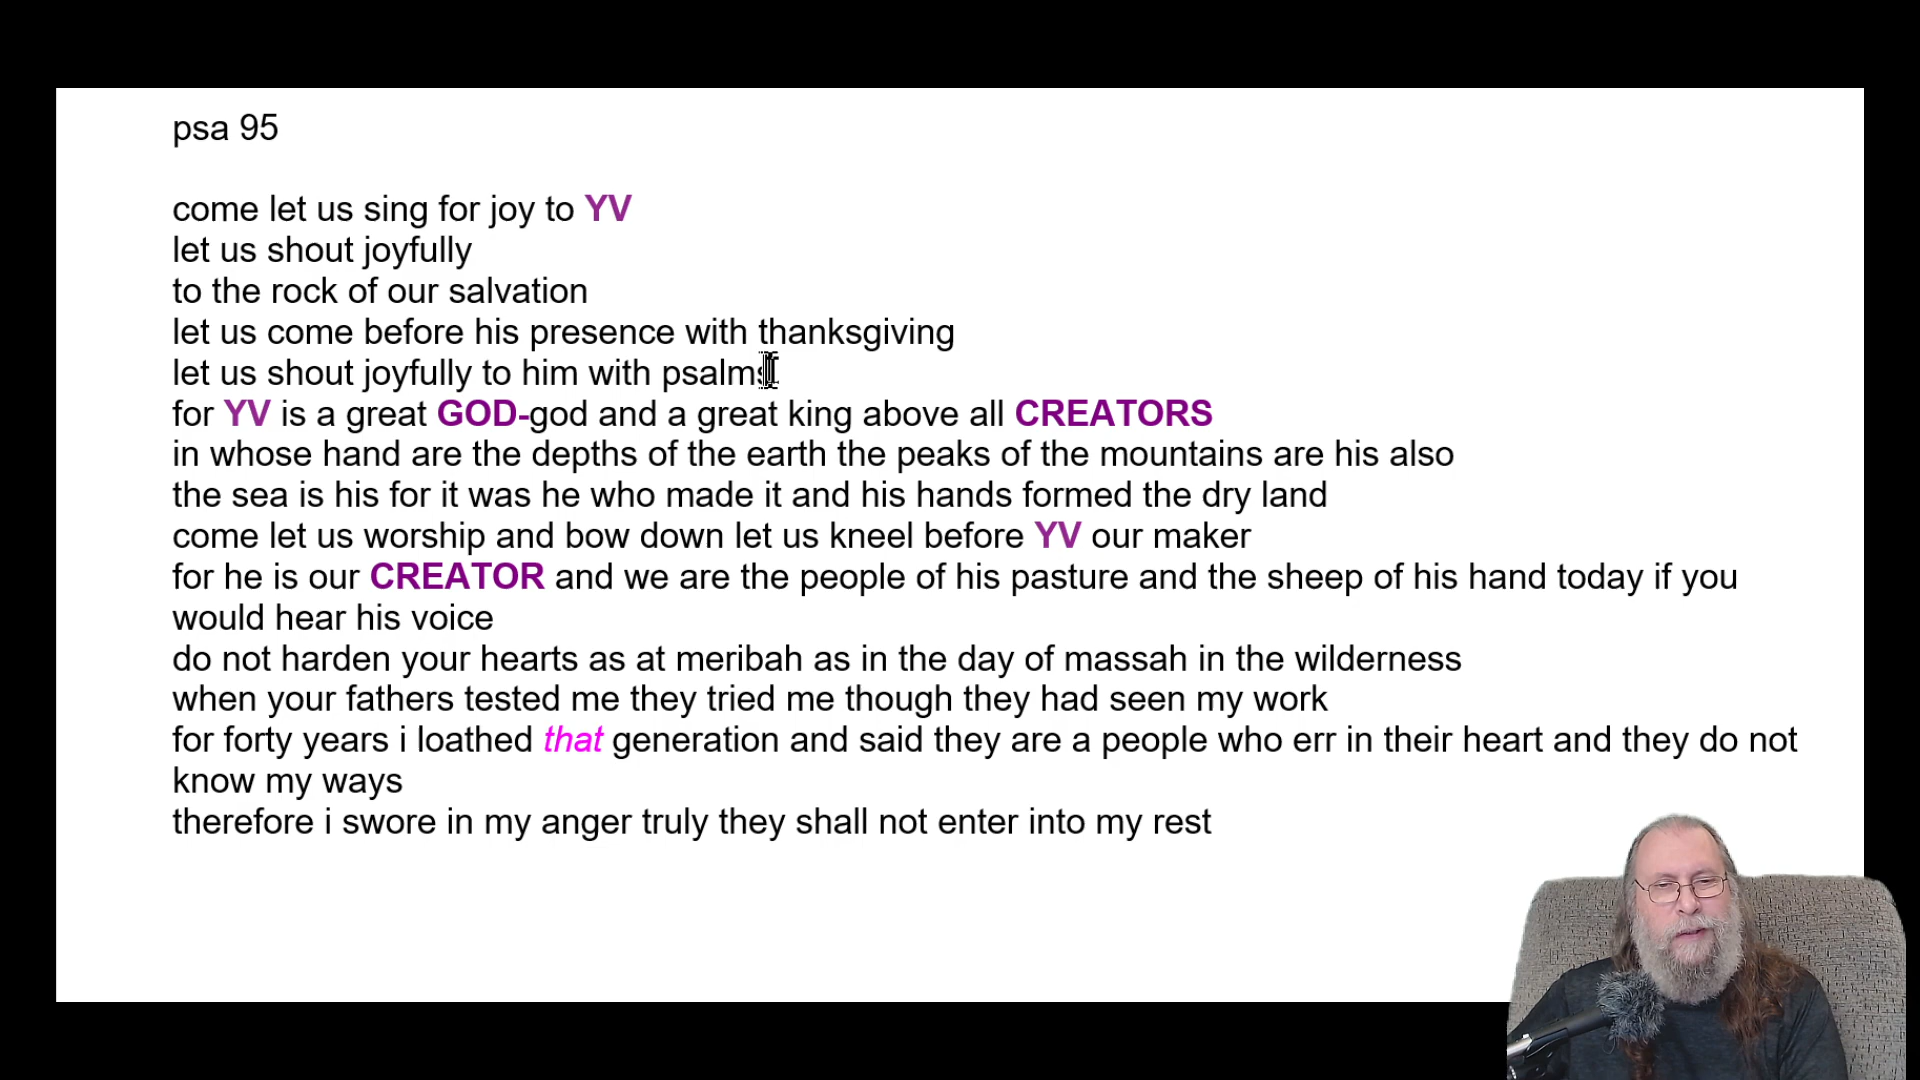 psa 95
come let us sing for joy to YV
let us shout joyfully
to the rock of our salvation
let us come before his presence with thanksgiving
let us shout joyfully to him with psalms
for YV is a great GOD-god and a great king above all CREATORS
in whose hand are the depths of the earth the peaks of the mountains are his also
the sea is his for it was he who made it and his hands formed the dry land
come let us worship and bow down let us kneel before YV our maker
for he is our CREATOR and we are the people of his pasture and the sheep of his hand today if you
would hear his voice
do not harden your hearts as at meribah as in the day of massah in the wilderness
when your fathers tested me they tried me though they had seen my work
for forty years i loathed that generation and said they are a people who err in their heart and they do not
know my ways
therefore i swore in my anger truly they shall not enter into my rest